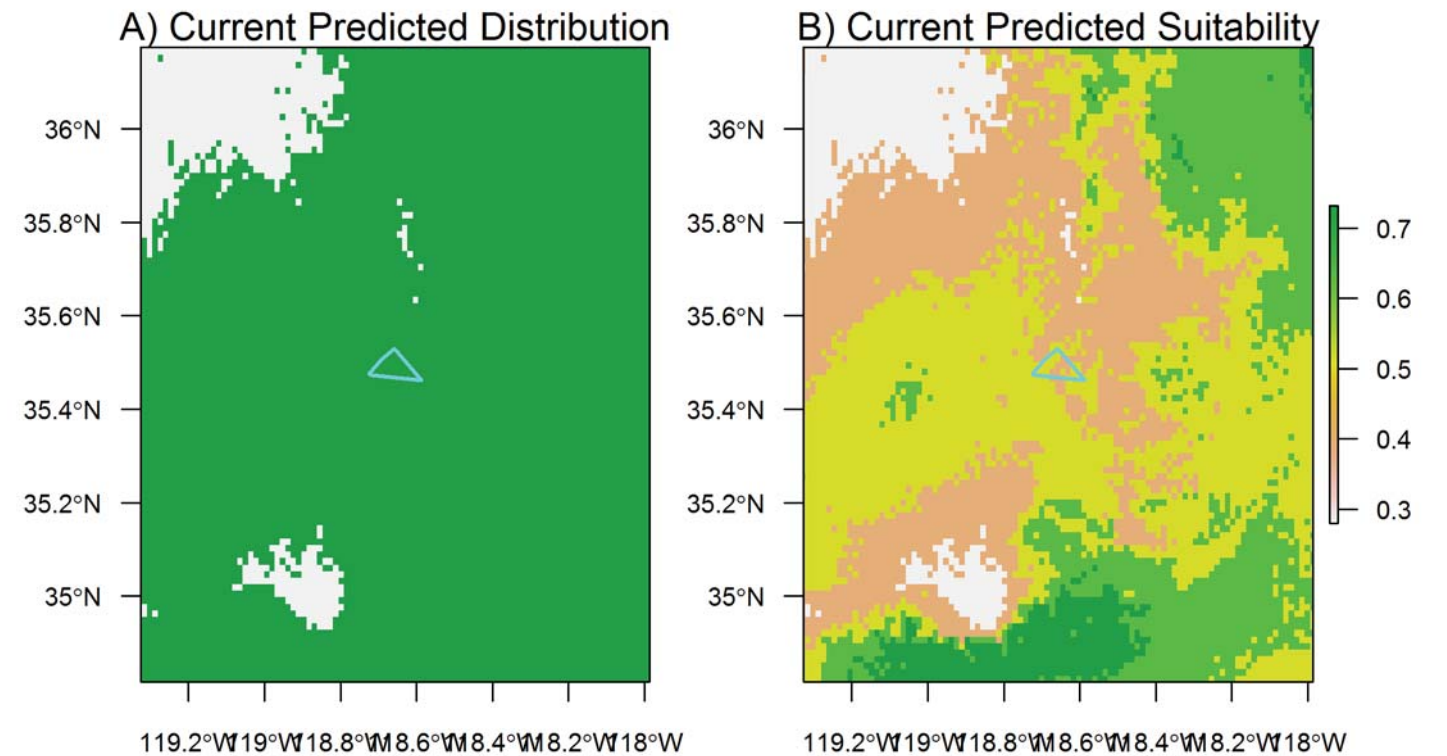 A) Current Predicted Distribution
36°N
35.8°N
35.6°N
35.4°N
35.2°N
35°N
119.2°W 119°W 118.8°W 118.6°W 118.4°W 118.2°W 118°W
B) Current Predicted Suitability
36°N
35.8°N
35.6°N
35.4°N
35.2°N
35°N
119.2°W 119°W 118.8°W 118.6°W 118.4°W 118.2°W 118°W
0.7
0.6
0.5
0.4
0.3